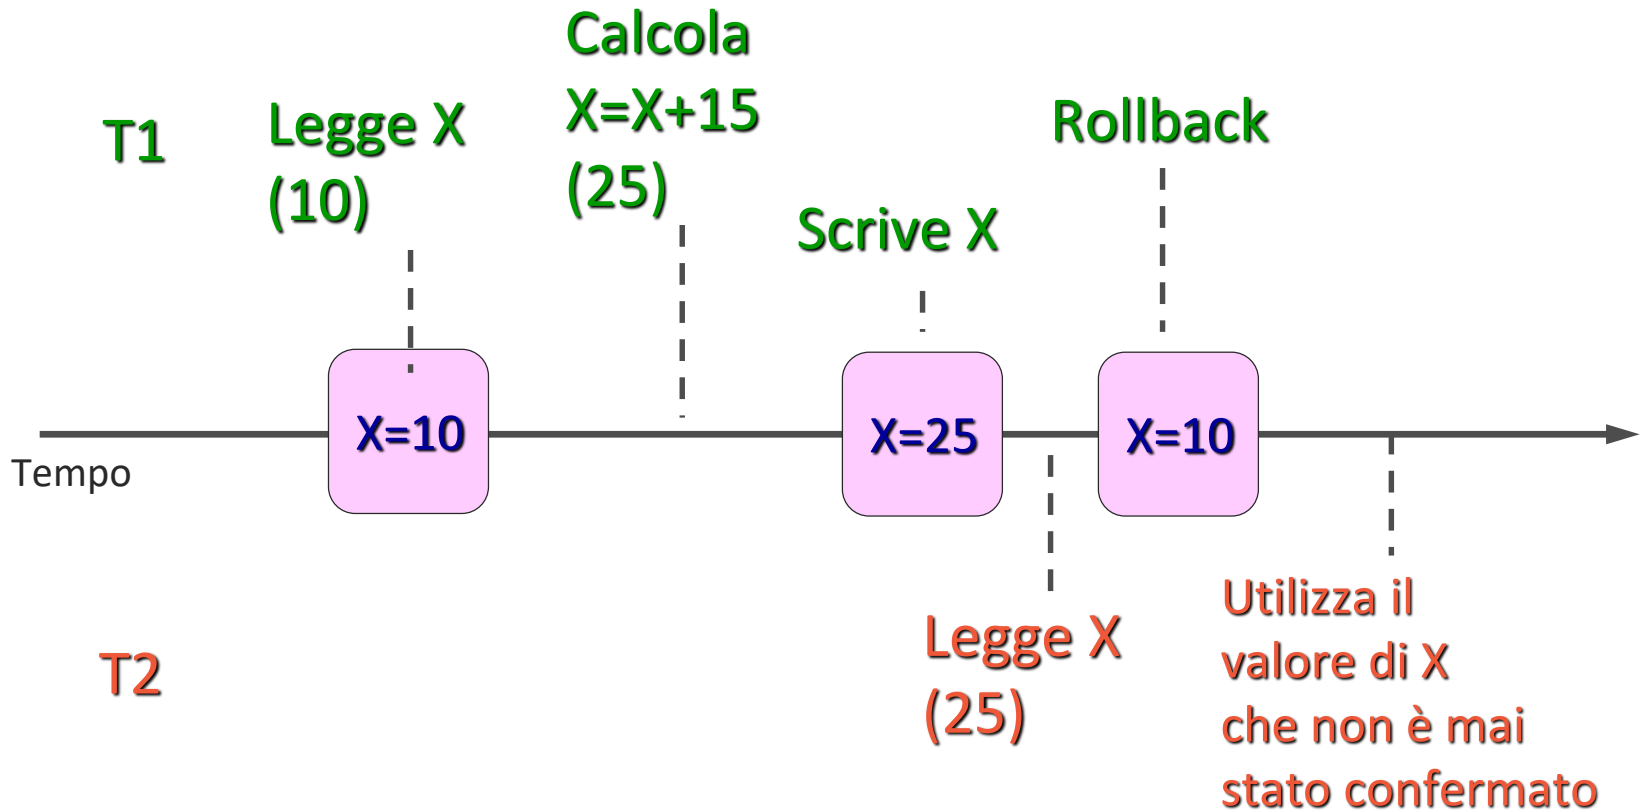 T1
Legge X
(10)
Calcola
X=X+15
(25)
Scrive X
Rollback
X=10
X=25
X=10
Tempo
T2
Legge X
(25)
Utilizza il
valore di X
che non è mai
stato confermato